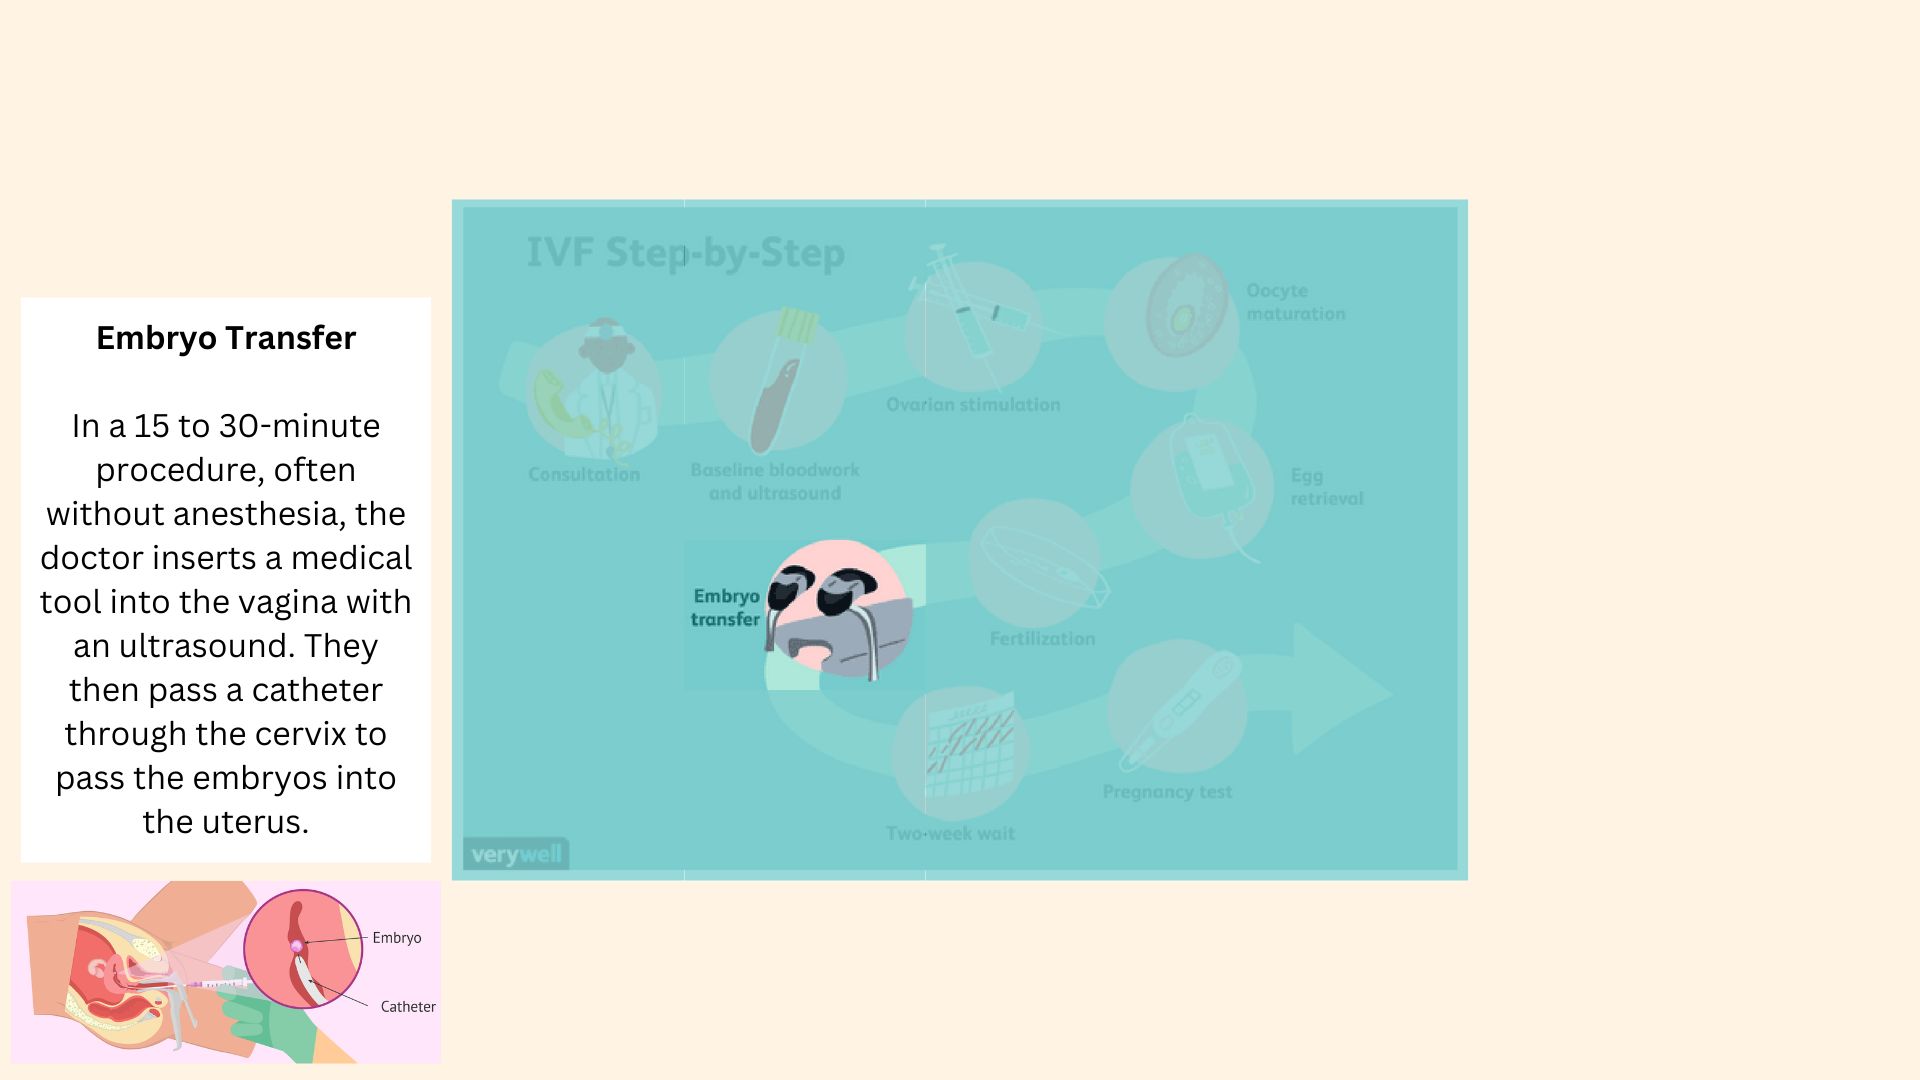 Embryo Transfer
In a 15 to 30-minute
procedure, often
without anesthesia, the
doctor inserts a medical
tool into the vagina with
an ultrasound. They
then pass a catheter
through the cervix to
pass the embryos into
the uterus.
Embryo
Catheter
IVF Step-by-Step
Consultation
Baseline bloodwork
and ultrasound
Ovarian stimulation
Oocyte
maturation
Egg
retrieval
Fertilization
Embryo
transfer
Two-week wait
Pregnancy test
verywell